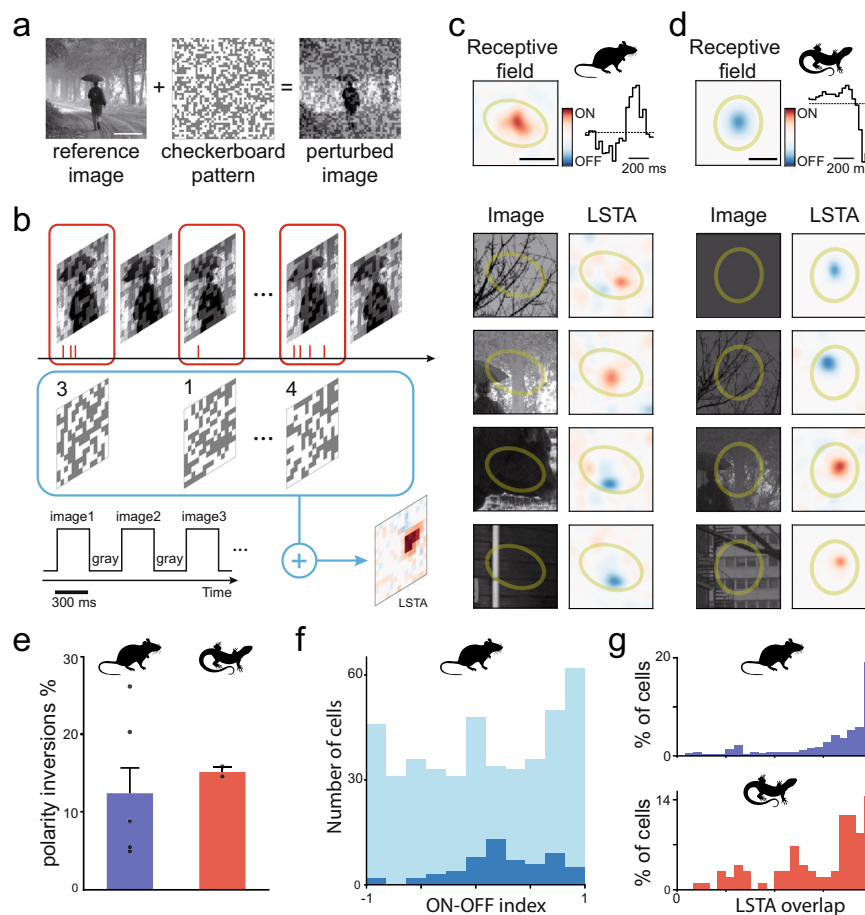 a
+
=
reference image
checkerboard pattern
perturbed image
b
...
3
1
4
...
image1
image2
image3
gray
gray
...
Time
300 ms
+
LSTA
c
Receptive field
ON
OFF
200 ms
Image
LSTA
d
Receptive field
ON
OFF
200 ms
Image
LSTA
e
30
20
10
0
polarity inversions %
f
60
30
0
Number of cells
-1
1
ON-OFF index
g
20
0
% of cells
14
0
% of cells
0
LSTA overlap